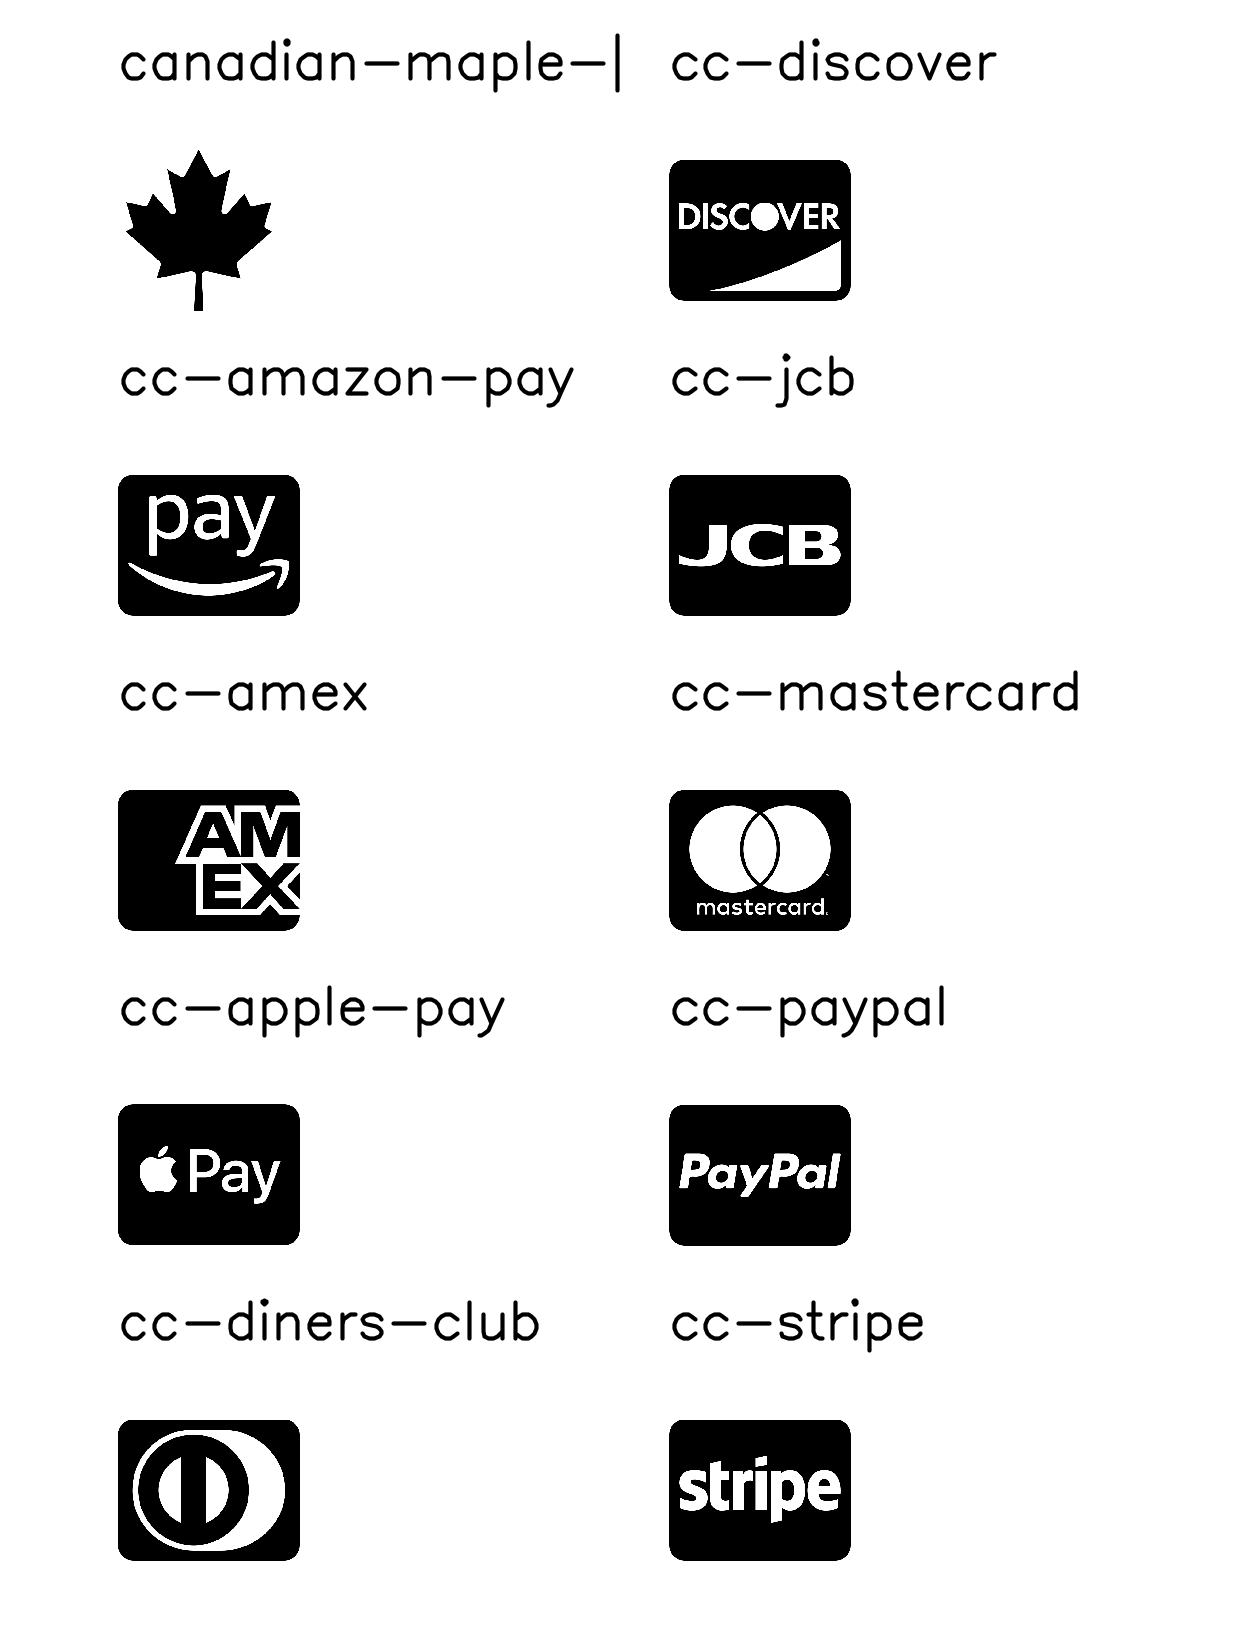 canadian-maple-| cc-discover
DISCOVER
cc-amazon-pay cc-jcb
pay JCB
cc-amex cc-mastercard
AM
EX mastercard.
cc-apple-pay cc-paypal
Pay PayPal
cc-diners-club cc-stripe
stripe